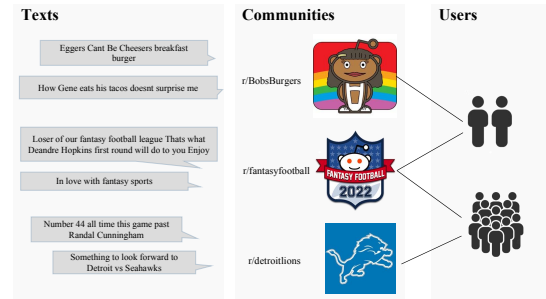 Texts
Communities
Users
Eggers Cant Be Cheesers breakfast
burger
How Gene eats his tacos doesnt surprise me
r/BobsBurgers
Loser of our fantasy football league Thats what
Deandre Hopkins first round will do to you Enjoy
In love with fantasy sports
r/fantasyfootball
FANTASY FOOTBALL
2022
Number 44 all time this game past
Randal Cunningham
Something to look forward to
Detroit vs Seahawks
r/detroitlions